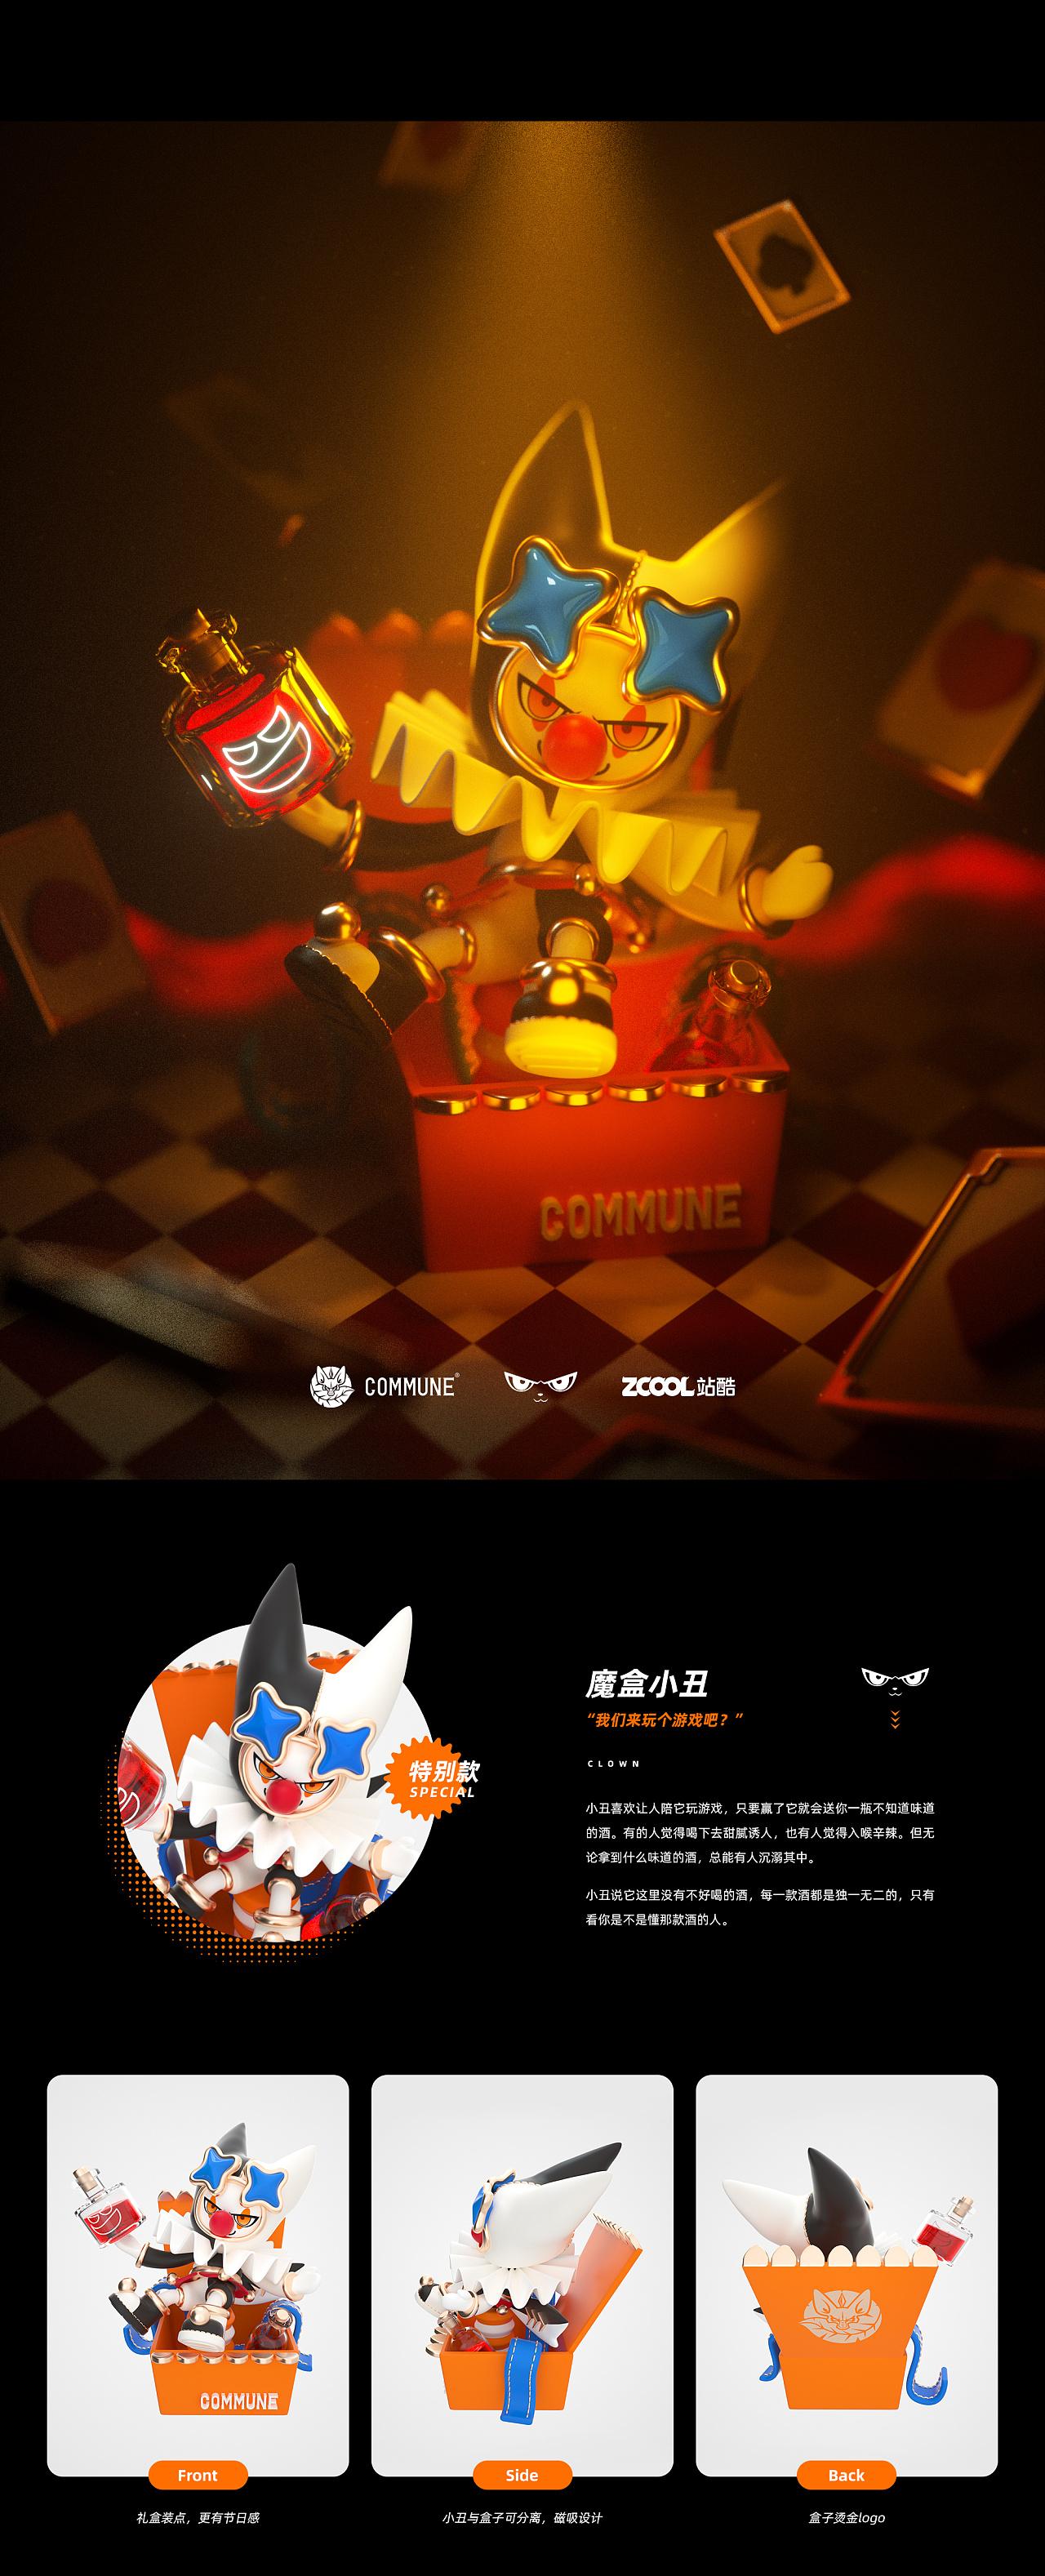 COMMUNE
COMMUNE®
ZCOOL站酷
魔盒小丑
“我们来玩个游戏吧？”
CLOWN
特别款
SPECIAL
小丑喜欢让人陪它玩游戏，只要赢了它就会送你一瓶不知道味道
的酒。有的人觉得喝下去甜腻诱人，也有人觉得入喉辛辣。但无
论拿到什么味道的酒，总能有人沉溺其中。
小丑说它这里没有不好喝的酒，每一款酒都是独一无二的，只有
看你是不是懂那款酒的人。
COMMUNE
Front
Side
Back
礼盒装点，更有节日感
小丑与盒子可分离，磁吸设计
盒子烫金logo